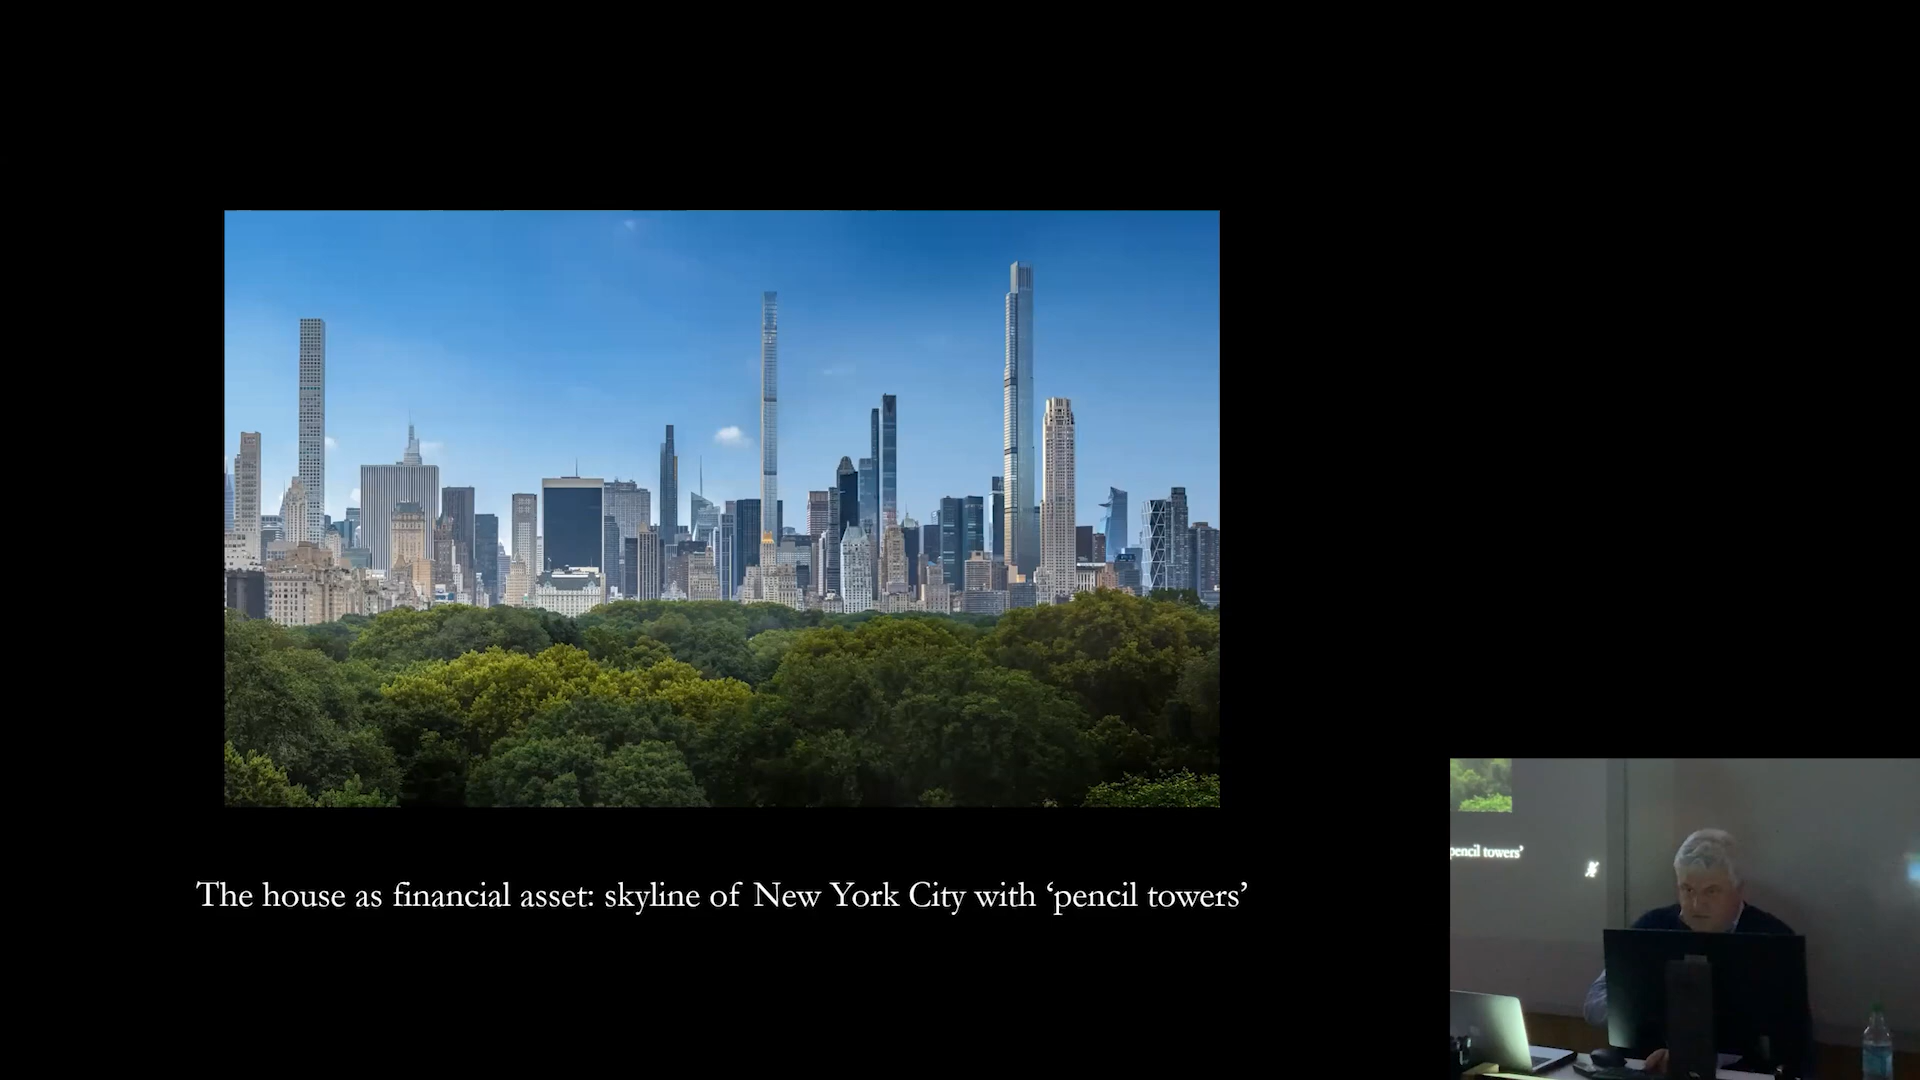 The house as financial asset: skyline of New York City with ‘pencil towers’
pencil towers’